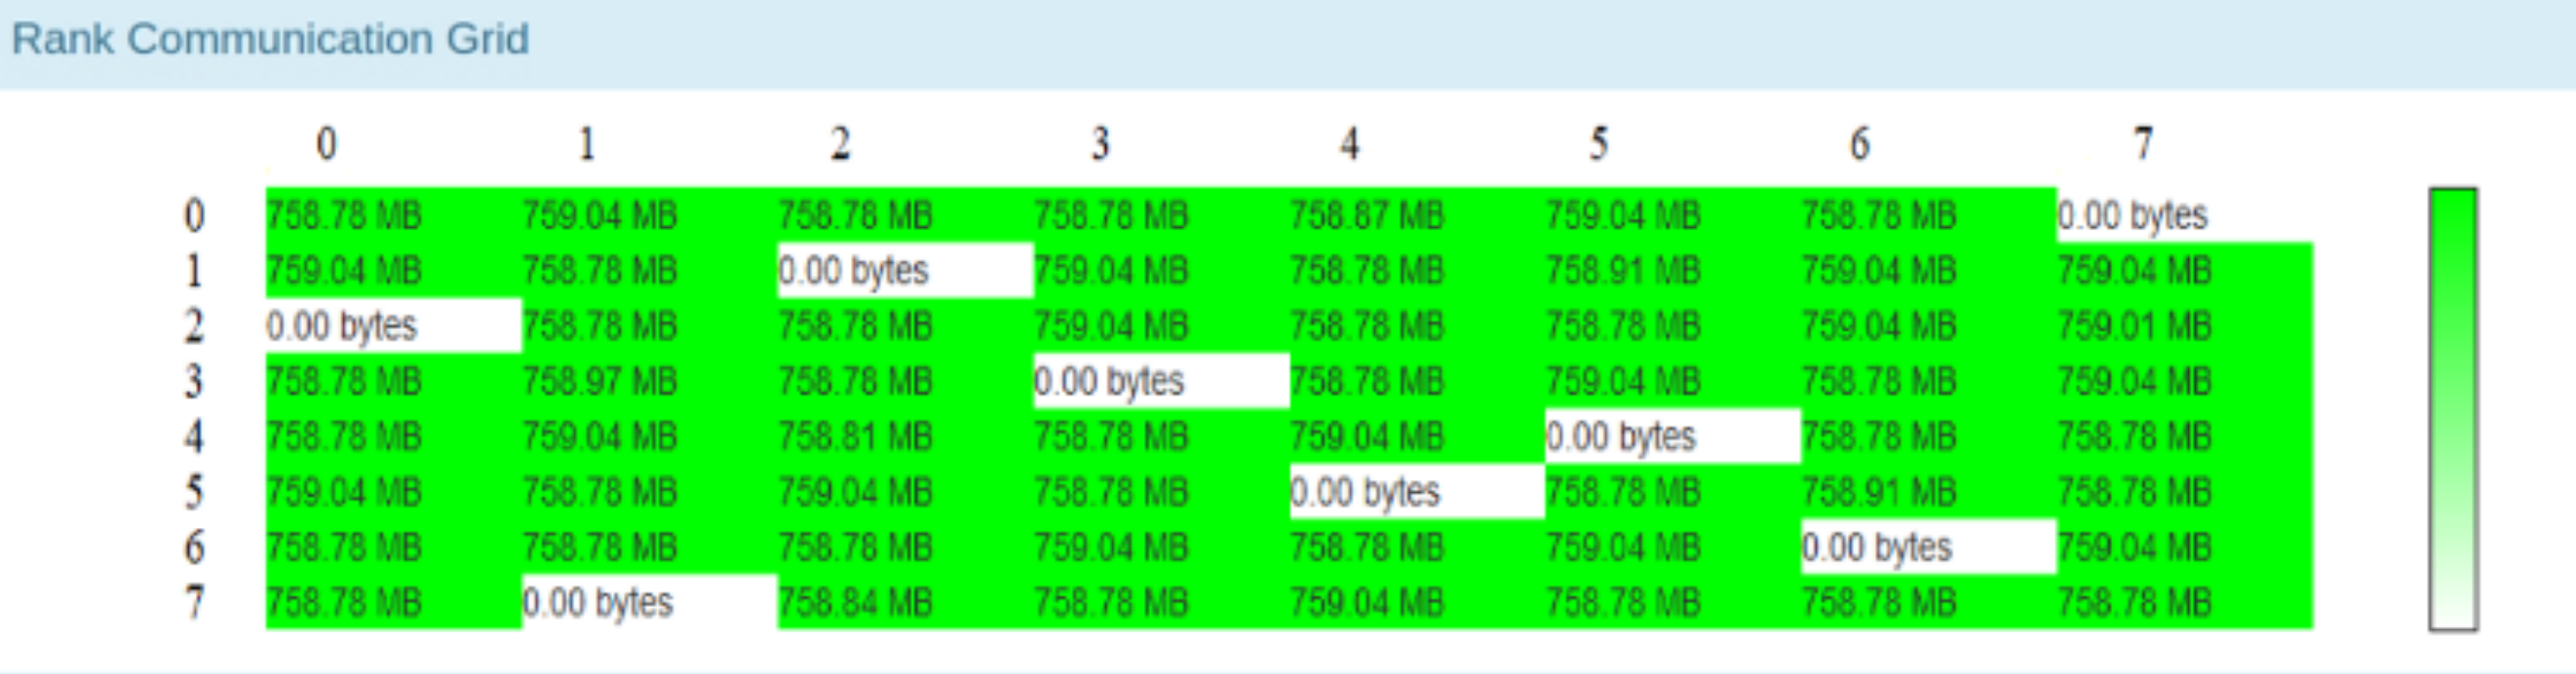 Rank Communication Grid
0 1 2 3 4 5 6 7
0 758.78 MB 759.04 MB 758.78 MB 758.78 MB 758.87 MB 759.04 MB 758.78 MB 0.00 bytes
1 759.04 MB 758.78 MB 0.00 bytes 759.04 MB 758.78 MB 758.91 MB 759.04 MB 759.04 MB
2 0.00 bytes 758.78 MB 758.78 MB 759.04 MB 758.78 MB 758.78 MB 759.04 MB 759.01 MB
3 758.78 MB 758.97 MB 758.78 MB 0.00 bytes 758.78 MB 759.04 MB 758.78 MB 759.04 MB
4 758.78 MB 759.04 MB 758.81 MB 758.78 MB 759.04 MB 0.00 bytes 758.78 MB 758.78 MB
5 759.04 MB 758.78 MB 759.04 MB 758.78 MB 0.00 bytes 758.78 MB 758.91 MB 758.78 MB
6 758.78 MB 758.78 MB 758.78 MB 759.04 MB 758.78 MB 759.04 MB 0.00 bytes 759.04 MB
7 758.78 MB 0.00 bytes 758.84 MB 758.78 MB 759.04 MB 758.78 MB 758.78 MB 758.78 MB